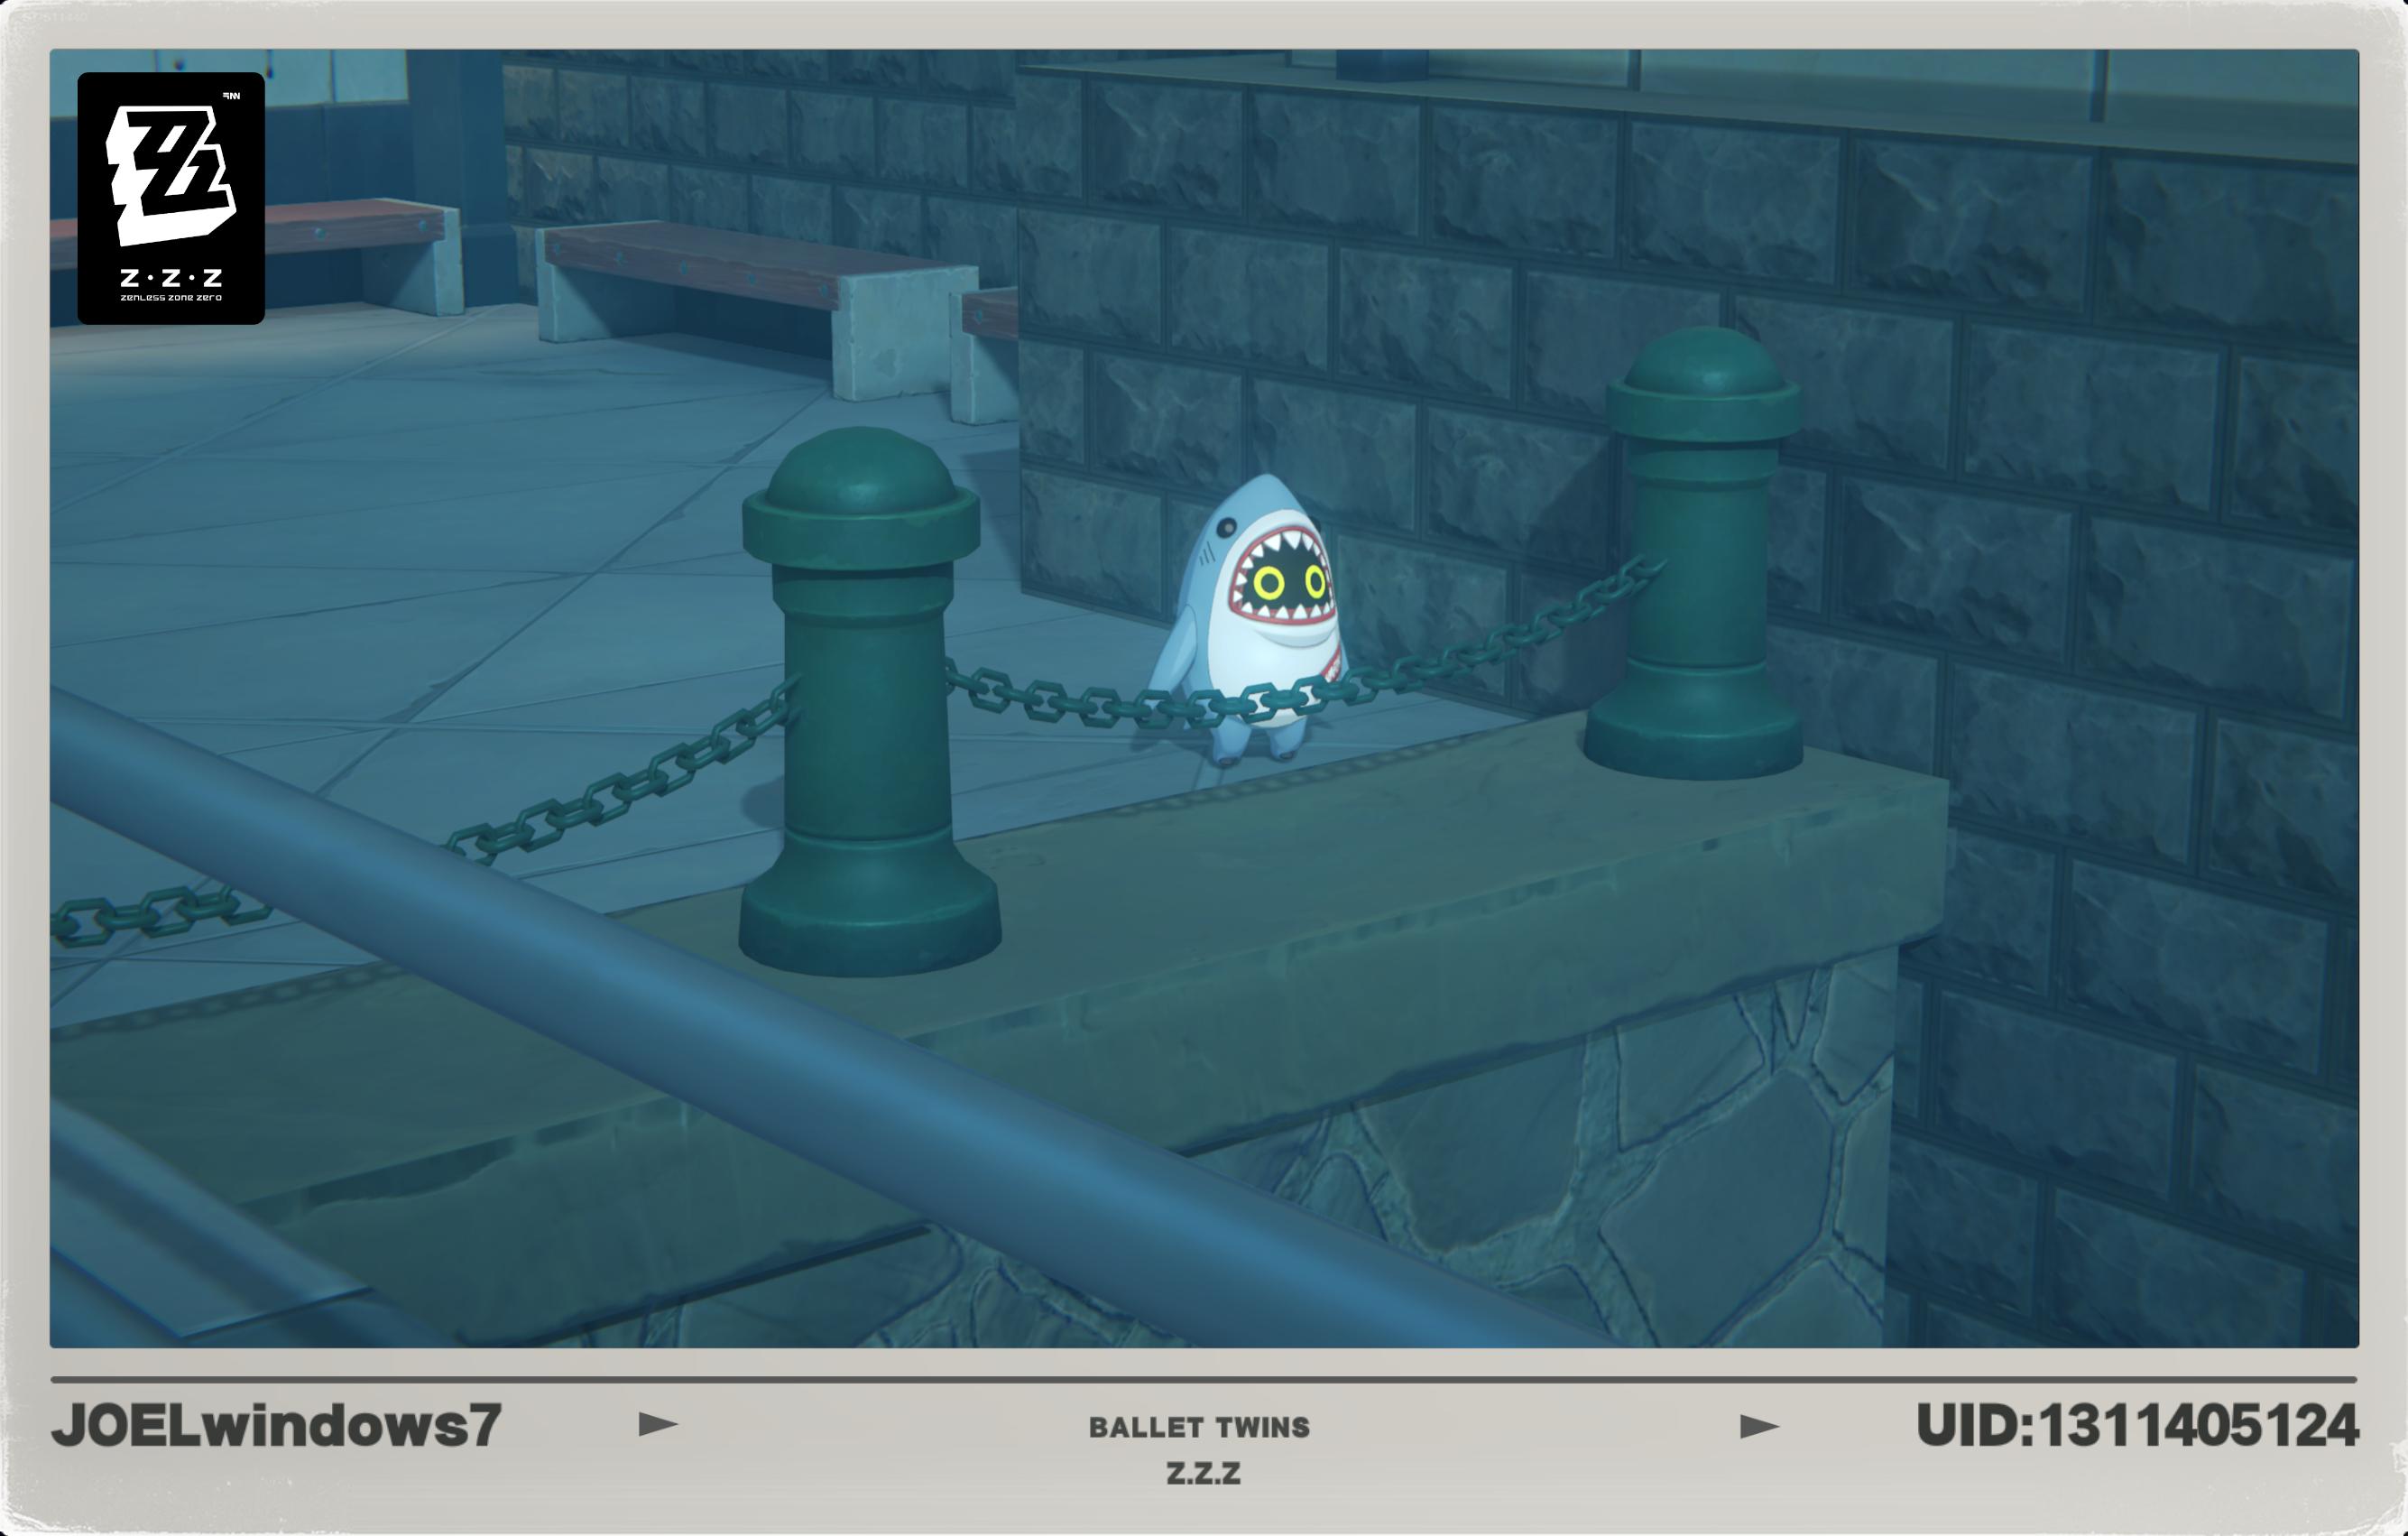 Z·Z·Z
ZENLESS ZONE ZERO
JOELwindows7
BALLET TWINS
Z.Z.Z
UID:1311405124